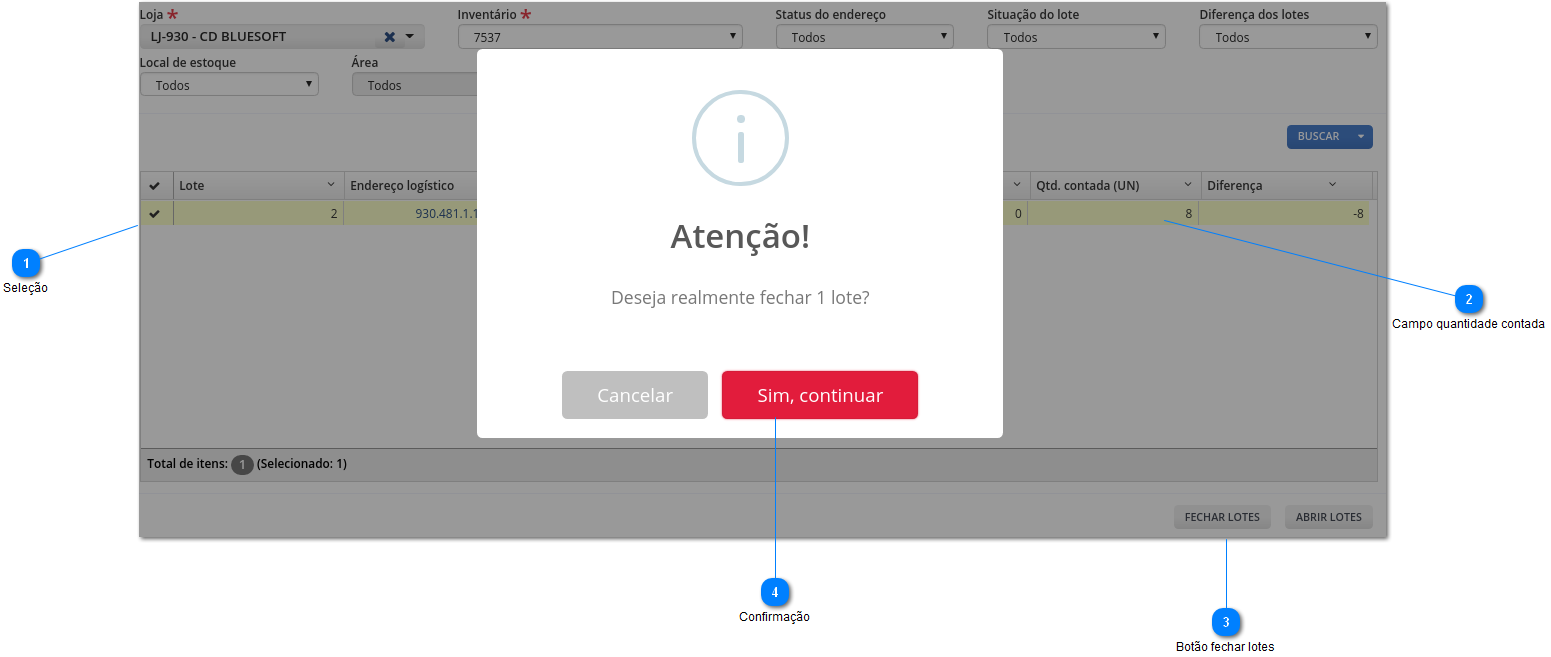 Loja *
Inventário *
Status do endereço
Situação do lote
Diferença dos lotes
LJ-930 - CD BLUESOFT
7537
Todos
Todos
Todos
Local de estoque
Área
Todos
Todos
BUSCAR
Lote
Endereço logístico
Qtd. contada (UN)
Diferença
2
930.481.1.1
0
8
-8
Atenção!
Deseja realmente fechar 1 lote?
Cancelar
Sim, continuar
1
Seleção
2
Campo quantidade contada
Total de itens: 1 (Selecionado: 1)
FECHAR LOTES
ABRIR LOTES
4
Confirmação
3
Botão fechar lotes